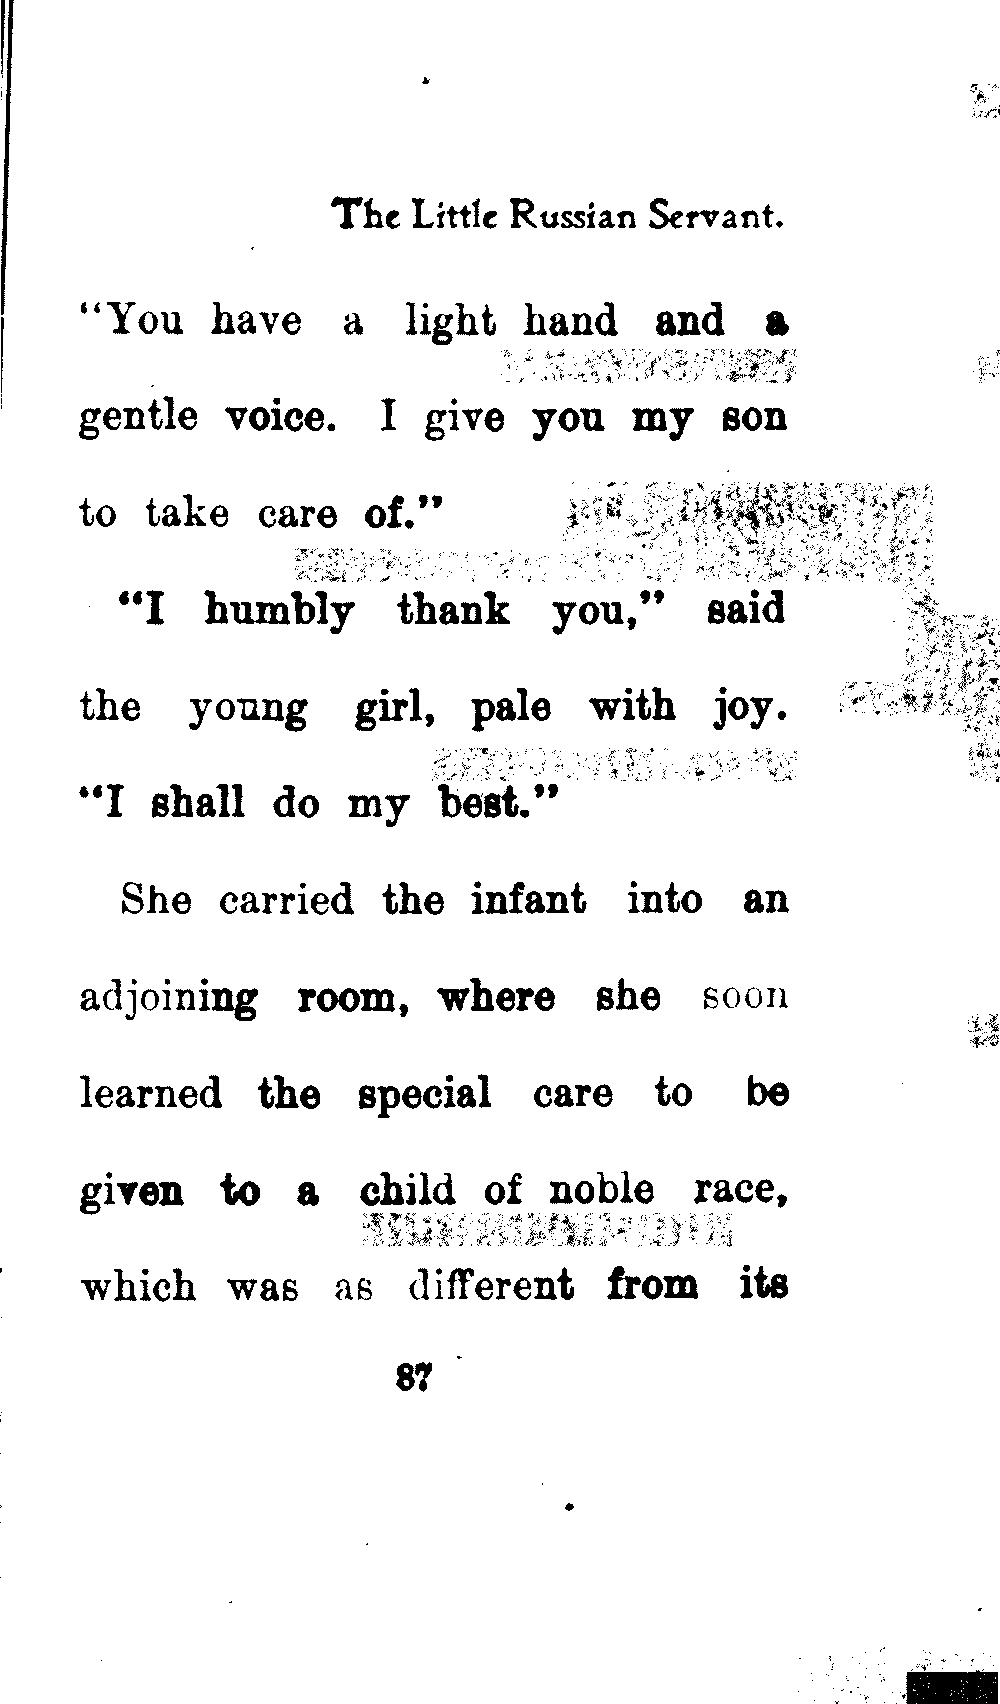 The Little Russian Servant.
“You have a light hand and a
gentle voice. I give you my son
to take care of.”
“I humbly thank you,” said
the young girl, pale with joy.
“I shall do my best.”
She carried the infant into an
adjoining room, where she soon
learned the special care to be
given to a child of noble race,
which was as different from its
87